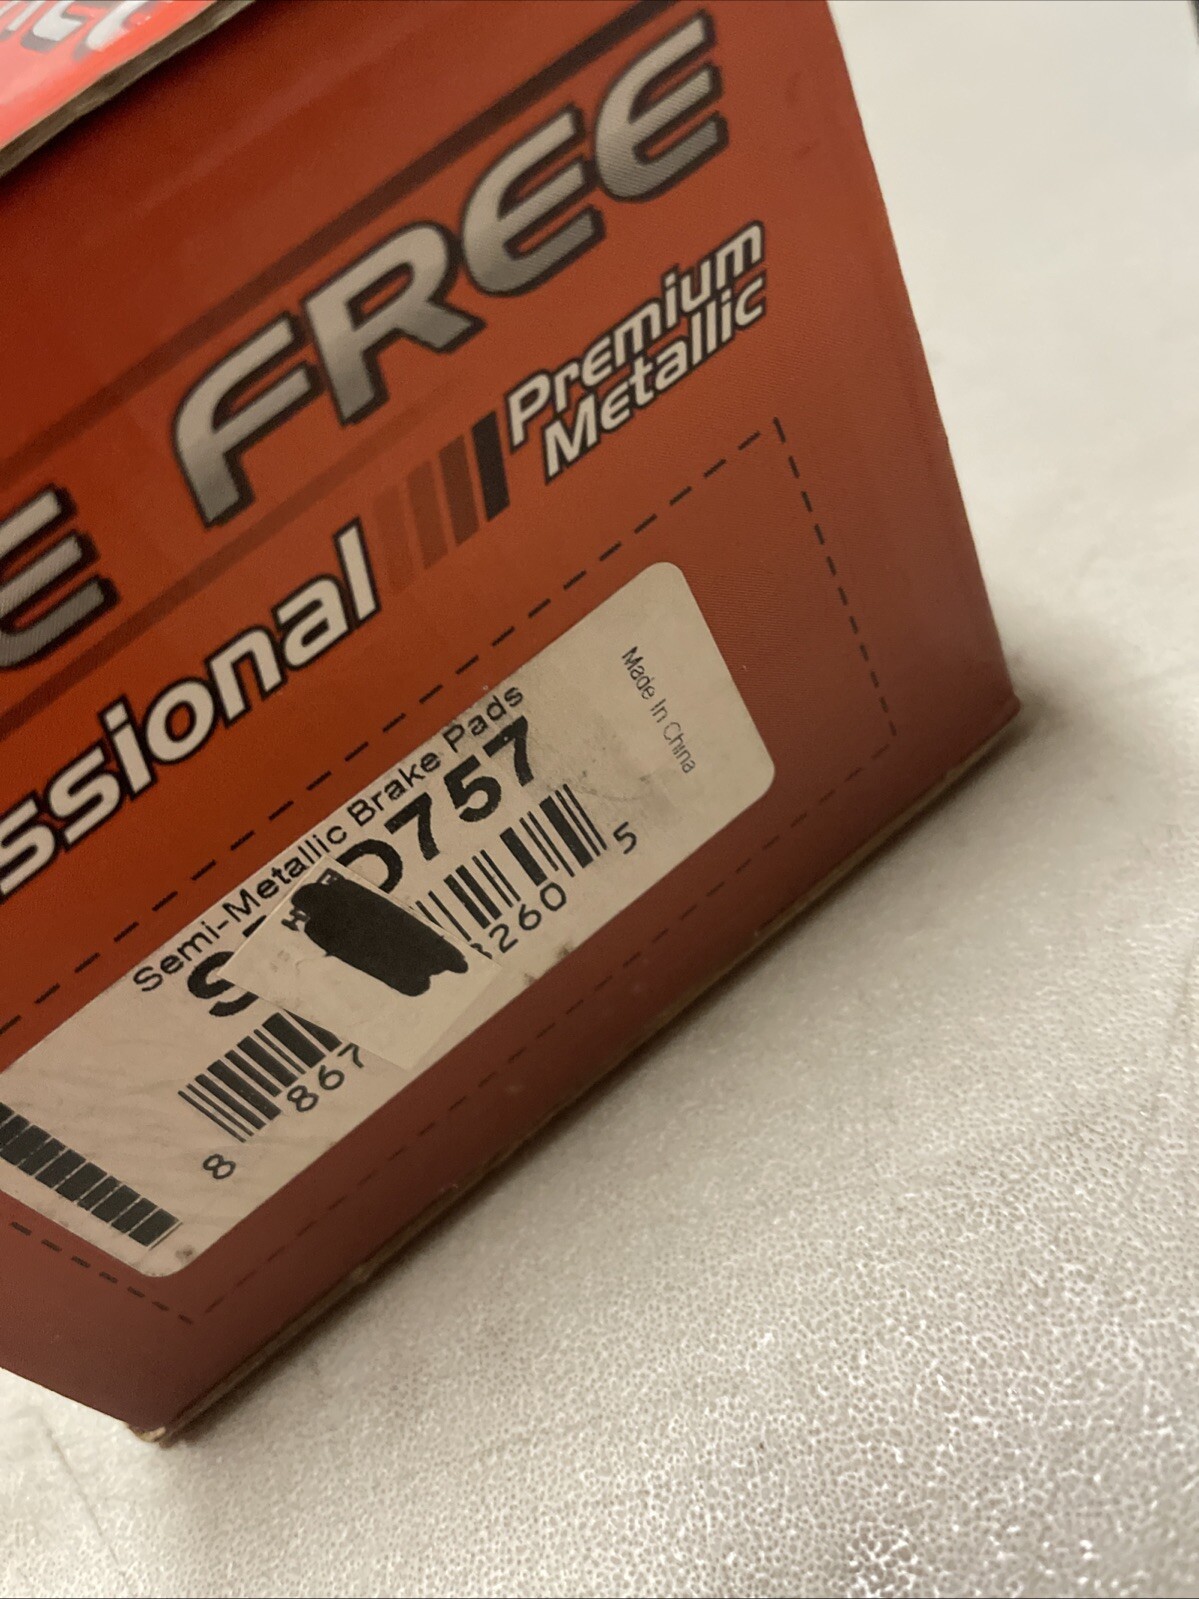 E FREE
ssional Premium
Metallic
Semi-Metallic Brake Pads
D757
8 867 260 5
Made In China